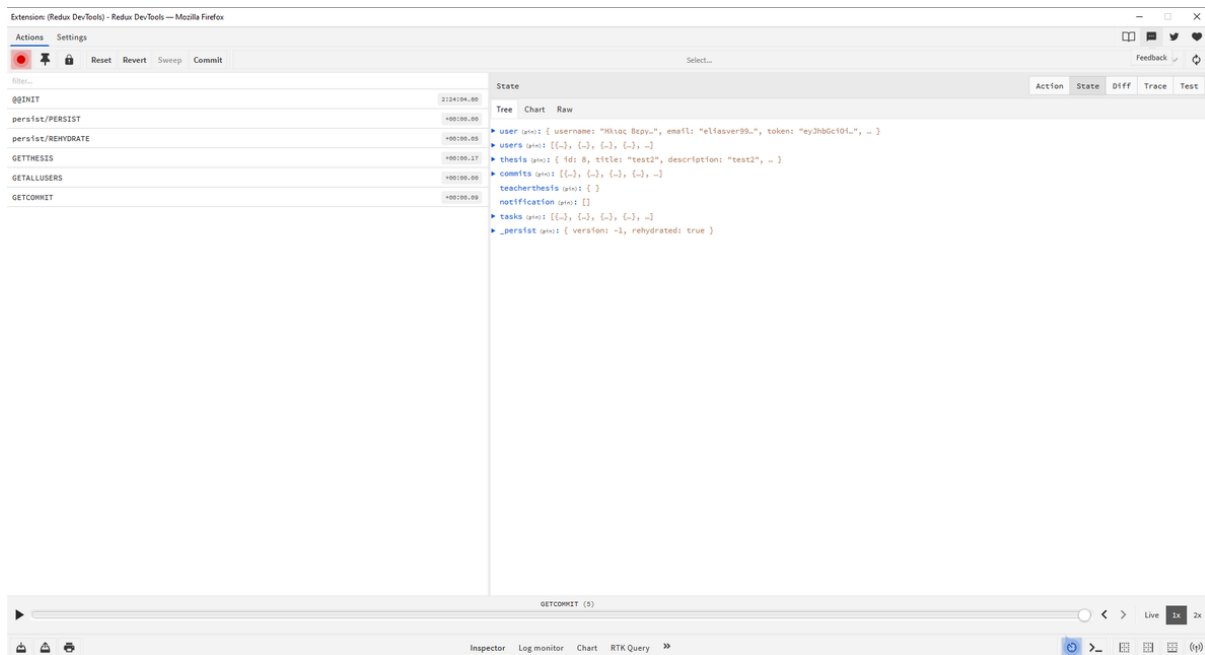 Extension: (Redux DevTools) - Redux DevTools — Mozilla Firefox
Actions Settings
Reset Revert Sweep Commit Select... Feedback
filter...
@@INIT 2:24:04.80
persist/PERSIST +00:00.00
persist/REHYDRATE +00:00.05
GETTHESIS +00:00.17
GETALLUSERS +00:00.00
GETCOMMIT +00:00.09
State Action State Diff Trace Test
Tree Chart Raw
user (pin): { username: "Ηλίας Βερυ…", email: "eliasver99…", token: "eyJhbGciOi…", … }
users (pin): [{…}, {…}, {…}, {…}, …]
thesis (pin): { id: 8, title: "test2", description: "test2", … }
commits (pin): [{…}, {…}, {…}, {…}, …]
teacherthesis (pin): { }
notification (pin): []
tasks (pin): [{…}, {…}, {…}, {…}, …]
_persist (pin): { version: -1, rehydrated: true }
GETCOMMIT (5)
Live 1x 2x
Inspector Log monitor Chart RTK Query »